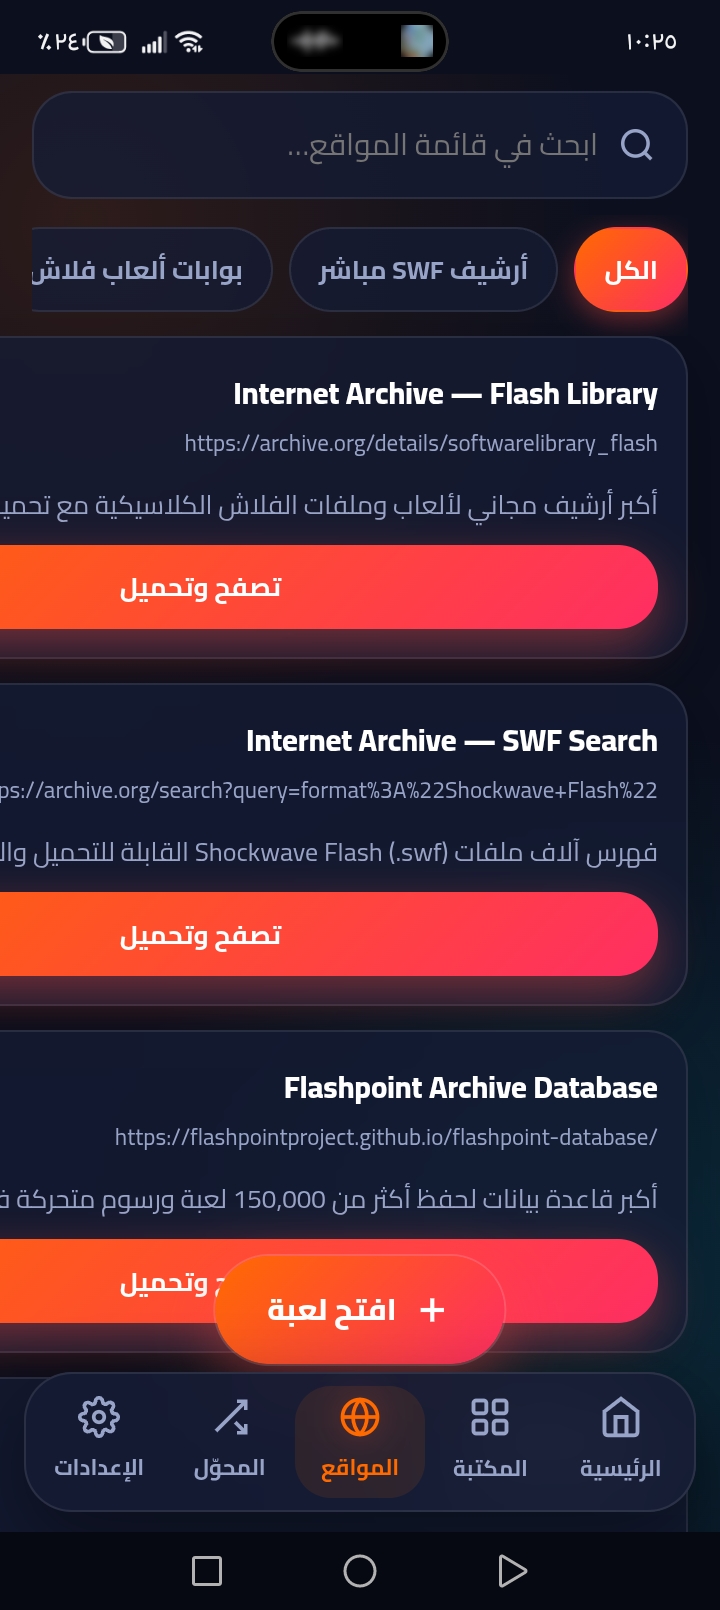 ١٠:٢٥
٪٢٤
ابحث في قائمة المواقع...
الكل
أرشيف SWF مباشر
بوابات ألعاب فلاش
Internet Archive — Flash Library
https://archive.org/details/softwarelibrary_flash
أكبر أرشيف مجاني لألعاب وملفات الفلاش الكلاسيكية مع تحميـ
تصفح وتحميل
Internet Archive — SWF Search
ps://archive.org/search?query=format%3A%22Shockwave+Flash%22
فهرس آلاف ملفات Shockwave Flash (.swf) القابلة للتحميل والـ
تصفح وتحميل
Flashpoint Archive Database
https://flashpointproject.github.io/flashpoint-database/
أكبر قاعدة بيانات لحفظ أكثر من 150,000 لعبة ورسوم متحركة
وتحميل
افتح لعبة
الرئيسية
المكتبة
المواقع
المحوّل
الإعدادات